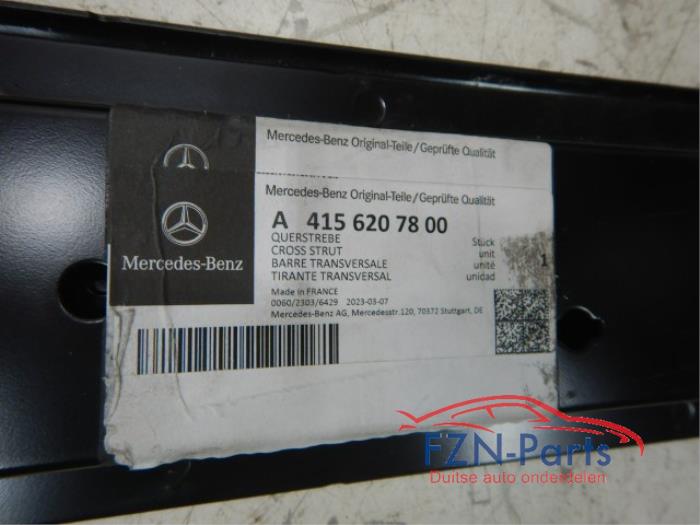 Mercedes-Benz Original-Teile/Geprüfte Qualität
Mercedes-Benz Original-Teile/Geprüfte Qualität
A 415 620 78 00
QUERSTREBE Stück
CROSS STRUT unit
BARRE TRANSVERSALE unité 1
TIRANTE TRANSVERSAL unidad
Mercedes-Benz
Made in FRANCE
0060/2303/6429 2023-03-07
Mercedes-Benz AG, Mercedesstr.120, 70372 Stuttgart, DE
FZN-Parts
Duitse auto onderdelen